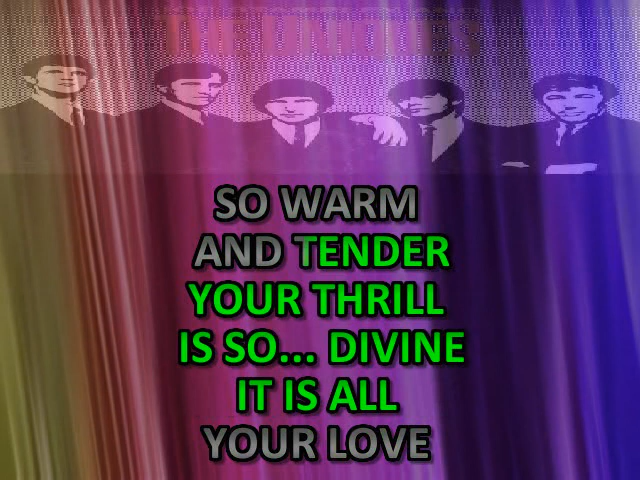 SO WARM
AND TENDER
YOUR THRILL
IS SO... DIVINE
IT IS ALL
YOUR LOVE